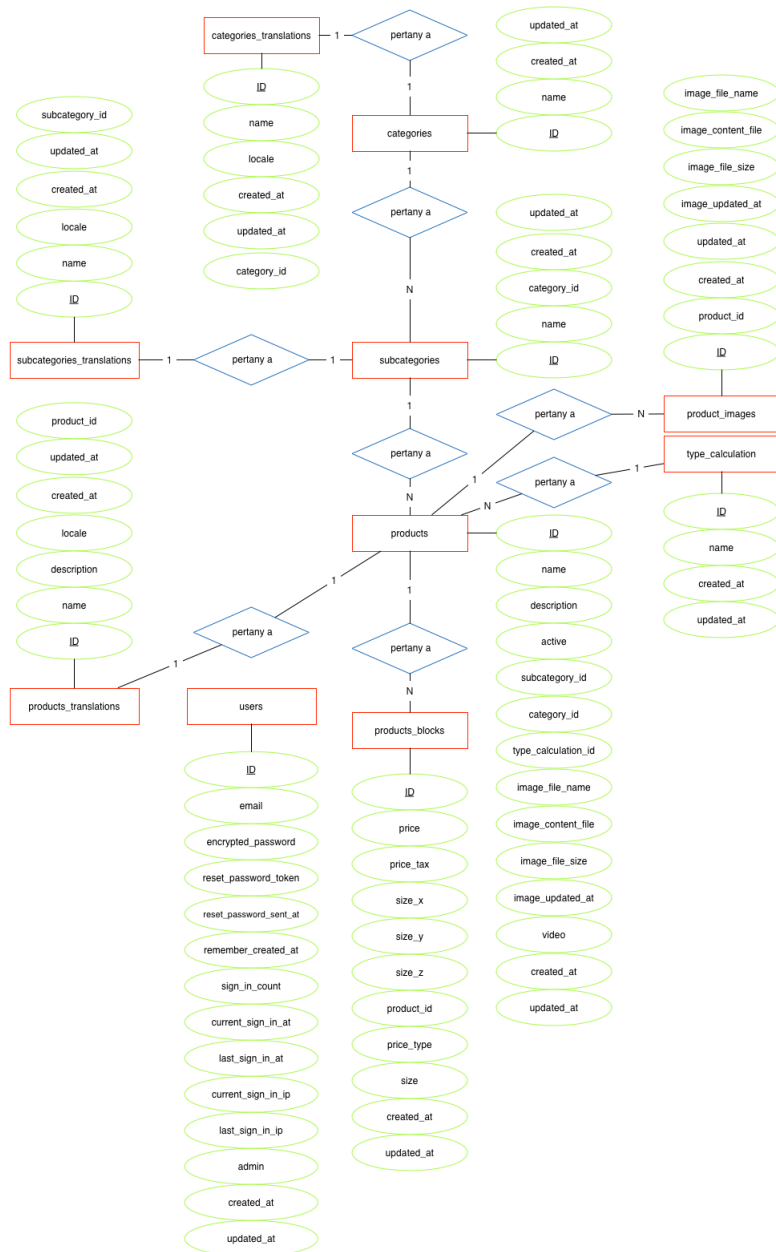 categories_translations
1
pertany a
1
categories
1
pertany a
N
ID
name
locale
created_at
updated_at
category_id
updated_at
created_at
name
ID
subcategory_id
updated_at
created_at
locale
name
ID
subcategories_translations
1
pertany a
1
subcategories
updated_at
created_at
category_id
name
ID
image_file_name
image_content_file
image_file_size
image_updated_at
updated_at
created_at
product_id
ID
product_images
N
pertany a
1
type_calculation
1
pertany a
N
ID
name
created_at
updated_at
1
pertany a
N
products
product_id
updated_at
created_at
locale
description
name
ID
products_translations
1
pertany a
1
1
pertany a
N
products_blocks
ID
name
description
active
subcategory_id
category_id
type_calculation_id
image_file_name
image_content_file
image_file_size
image_updated_at
video
created_at
updated_at
users
ID
email
encrypted_password
reset_password_token
reset_password_sent_at
remember_created_at
sign_in_count
current_sign_in_at
last_sign_in_at
current_sign_in_ip
last_sign_in_ip
admin
created_at
updated_at
ID
price
price_tax
size_x
size_y
size_z
product_id
price_type
size
created_at
updated_at